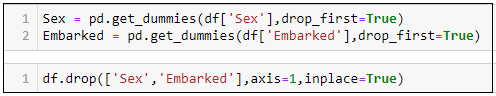 1 Sex = pd.get_dummies(df['Sex'],drop_first=True)
2 Embarked = pd.get_dummies(df['Embarked'],drop_first=True)
1 df.drop(['Sex','Embarked'],axis=1,inplace=True)